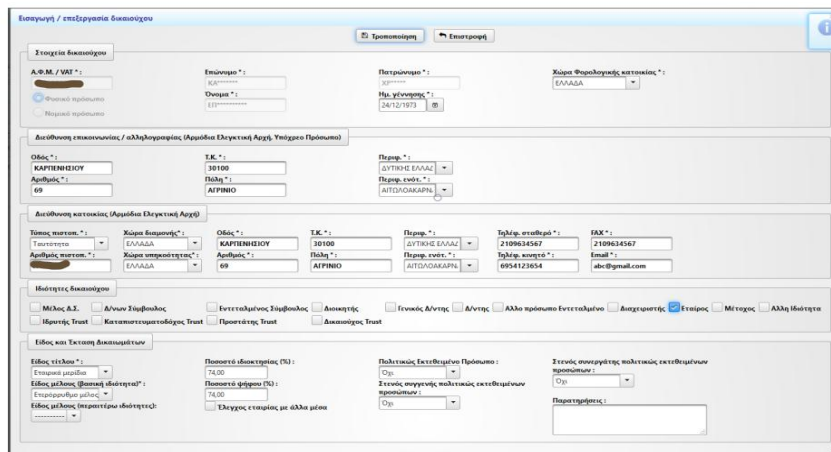 Εισαγωγή / επεξεργασία δικαιούχου
Τροποποίηση Επιστροφή
Στοιχεία δικαιούχου
Α.Φ.Μ. / VAT * : Επώνυμο * : Πατρώνυμο * : Χώρα Φορολογικής κατοικίας * :
ΚΑ****** ΧΡ****** ΕΛΛΑΔΑ
Φυσικό πρόσωπο Όνομα * : Ημ. γέννησης * :
ΕΠ********* 24/12/1973
Νομικό πρόσωπο
Διεύθυνση επικοινωνίας / αλληλογραφίας (Αρμόδια Ελεγκτική Αρχή, Υπόχρεο Πρόσωπο)
Οδός * : Τ.Κ. * : Περιφ. * :
ΚΑΡΠΕΝΗΣΙΟΥ 30100 ΔΥΤΙΚΗΣ ΕΛΛΑΔ
Αριθμός * : Πόλη * : Περιφ. ενότ. * :
69 ΑΓΡΙΝΙΟ ΑΙΤΩΛΟΑΚΑΡΝ
Διεύθυνση κατοικίας (Αρμόδια Ελεγκτική Αρχή)
Τύπος πιστοπ. * : Χώρα διαμονής* : Οδός * : Τ.Κ. * : Περιφ. * : Τηλέφ. σταθερό * : FAX * :
Ταυτότητα ΕΛΛΑΔΑ ΚΑΡΠΕΝΗΣΙΟΥ 30100 ΔΥΤΙΚΗΣ ΕΛΛΑΔ 2109634567 2109634567
Αριθμός πιστοπ. * : Χώρα υπηκοότητας* : Αριθμός * : Πόλη * : Περιφ. ενότ. * : Τηλέφ. κινητό * : Email * :
ΕΛΛΑΔΑ 69 ΑΓΡΙΝΙΟ ΑΙΤΩΛΟΑΚΑΡΝ 6954123654 abc@gmail.com
Ιδιότητες δικαιούχου
Μέλος Δ.Σ. Δ/νων Σύμβουλος Εντεταλμένος Σύμβουλος Διοικητής Γενικός Δ/ντης Δ/ντης Αλλο πρόσωπο Εντεταλμένο Διαχειριστής Εταίρος Μέτοχος Αλλη Ιδιότητα
Ιδρυτής Trust Καταπιστευματοδόχος Trust Προστάτης Trust Δικαιούχος Trust
Είδος και Έκταση Δικαιωμάτων
Είδος τίτλου * : Ποσοστό ιδιοκτησίας (%) : Πολιτικώς Εκτεθειμένο Πρόσωπο : Στενός συνεργάτης πολιτικώς εκτεθειμένων
Εταιρικά μερίδια 74,00 Όχι προσώπων :
Είδος μέλους (βασική ιδιότητα)* : Ποσοστό ψήφου (%) : Στενός συγγενής πολιτικώς εκτεθειμένων Όχι
Ετερόρρυθμο μέλος 74,00 προσώπων :
Είδος μέλους (περαιτέρω ιδιότητες): Έλεγχος εταιρίας με άλλα μέσα Όχι Παρατηρήσεις :
----------